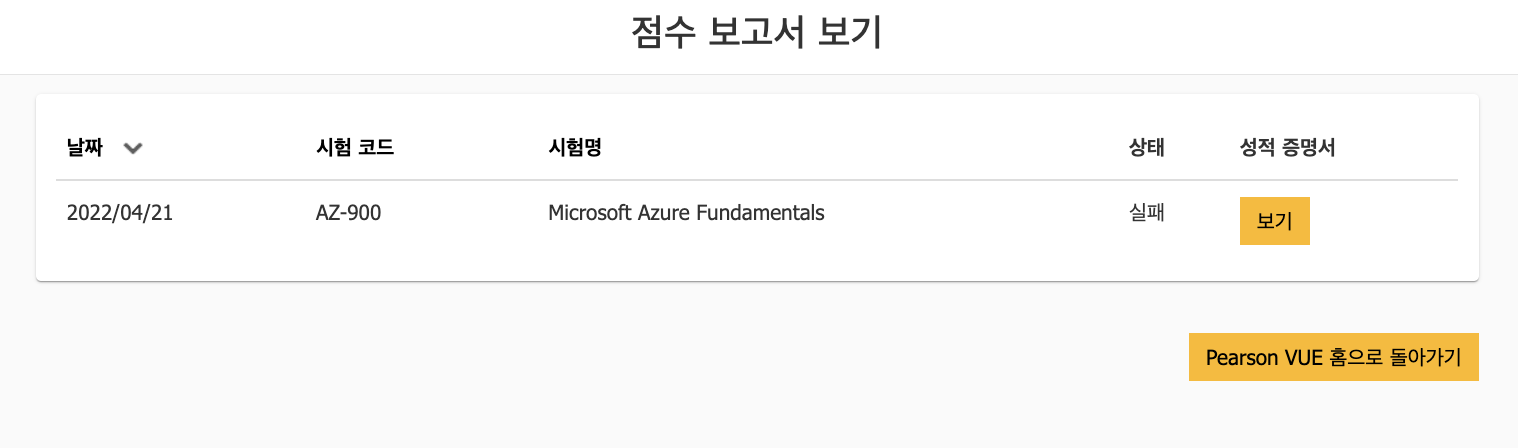 점수 보고서 보기
날짜 시험 코드 시험명 상태 성적 증명서
2022/04/21 AZ-900 Microsoft Azure Fundamentals 실패 보기
Pearson VUE 홈으로 돌아가기